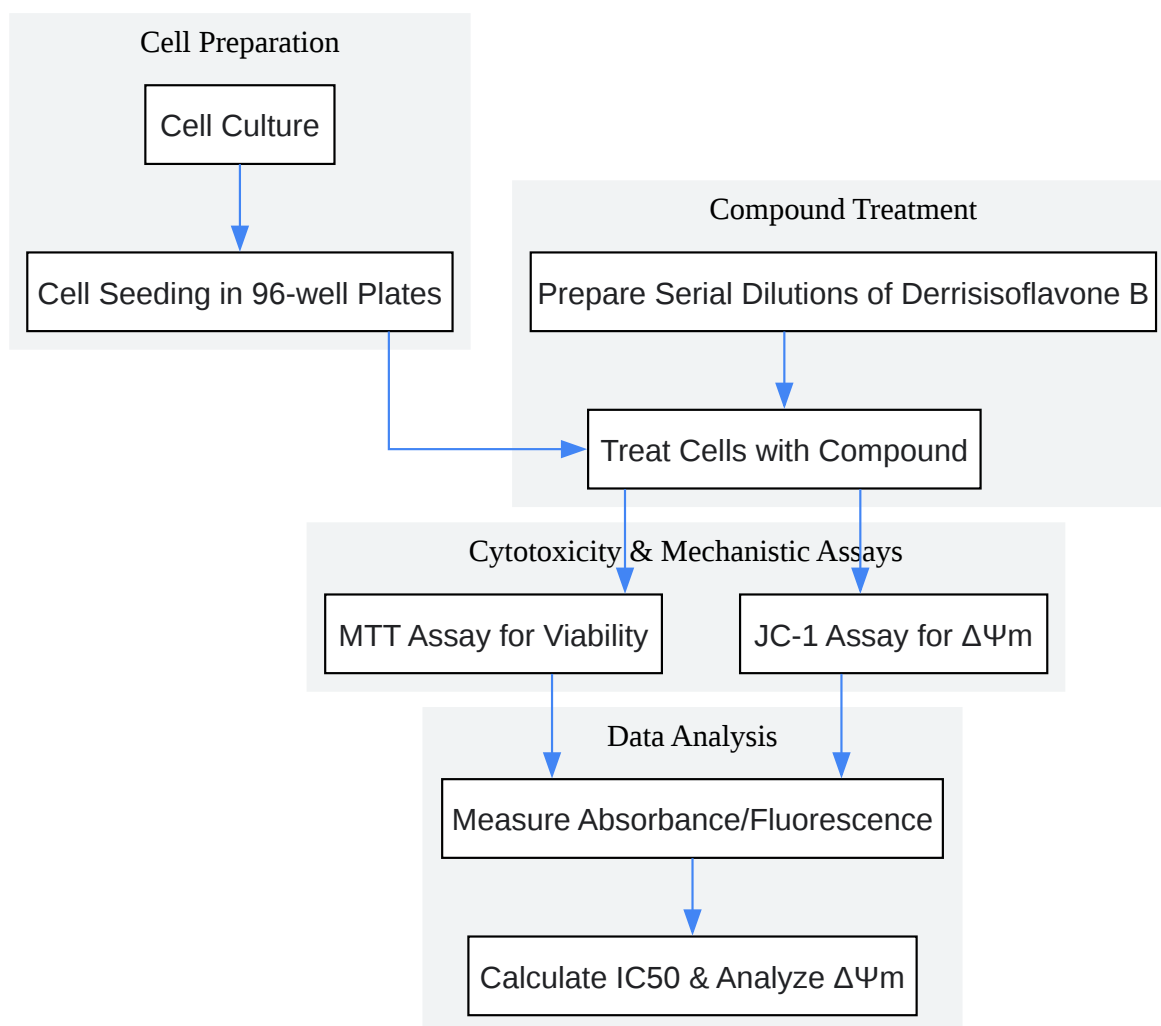 Cell Preparation
Cell Culture
Cell Seeding in 96-well Plates
Compound Treatment
Prepare Serial Dilutions of Derrisisoflavone B
Treat Cells with Compound
Cytotoxicity & Mechanistic Assays
MTT Assay for Viability
JC-1 Assay for ΔΨm
Data Analysis
Measure Absorbance/Fluorescence
Calculate IC50 & Analyze ΔΨm